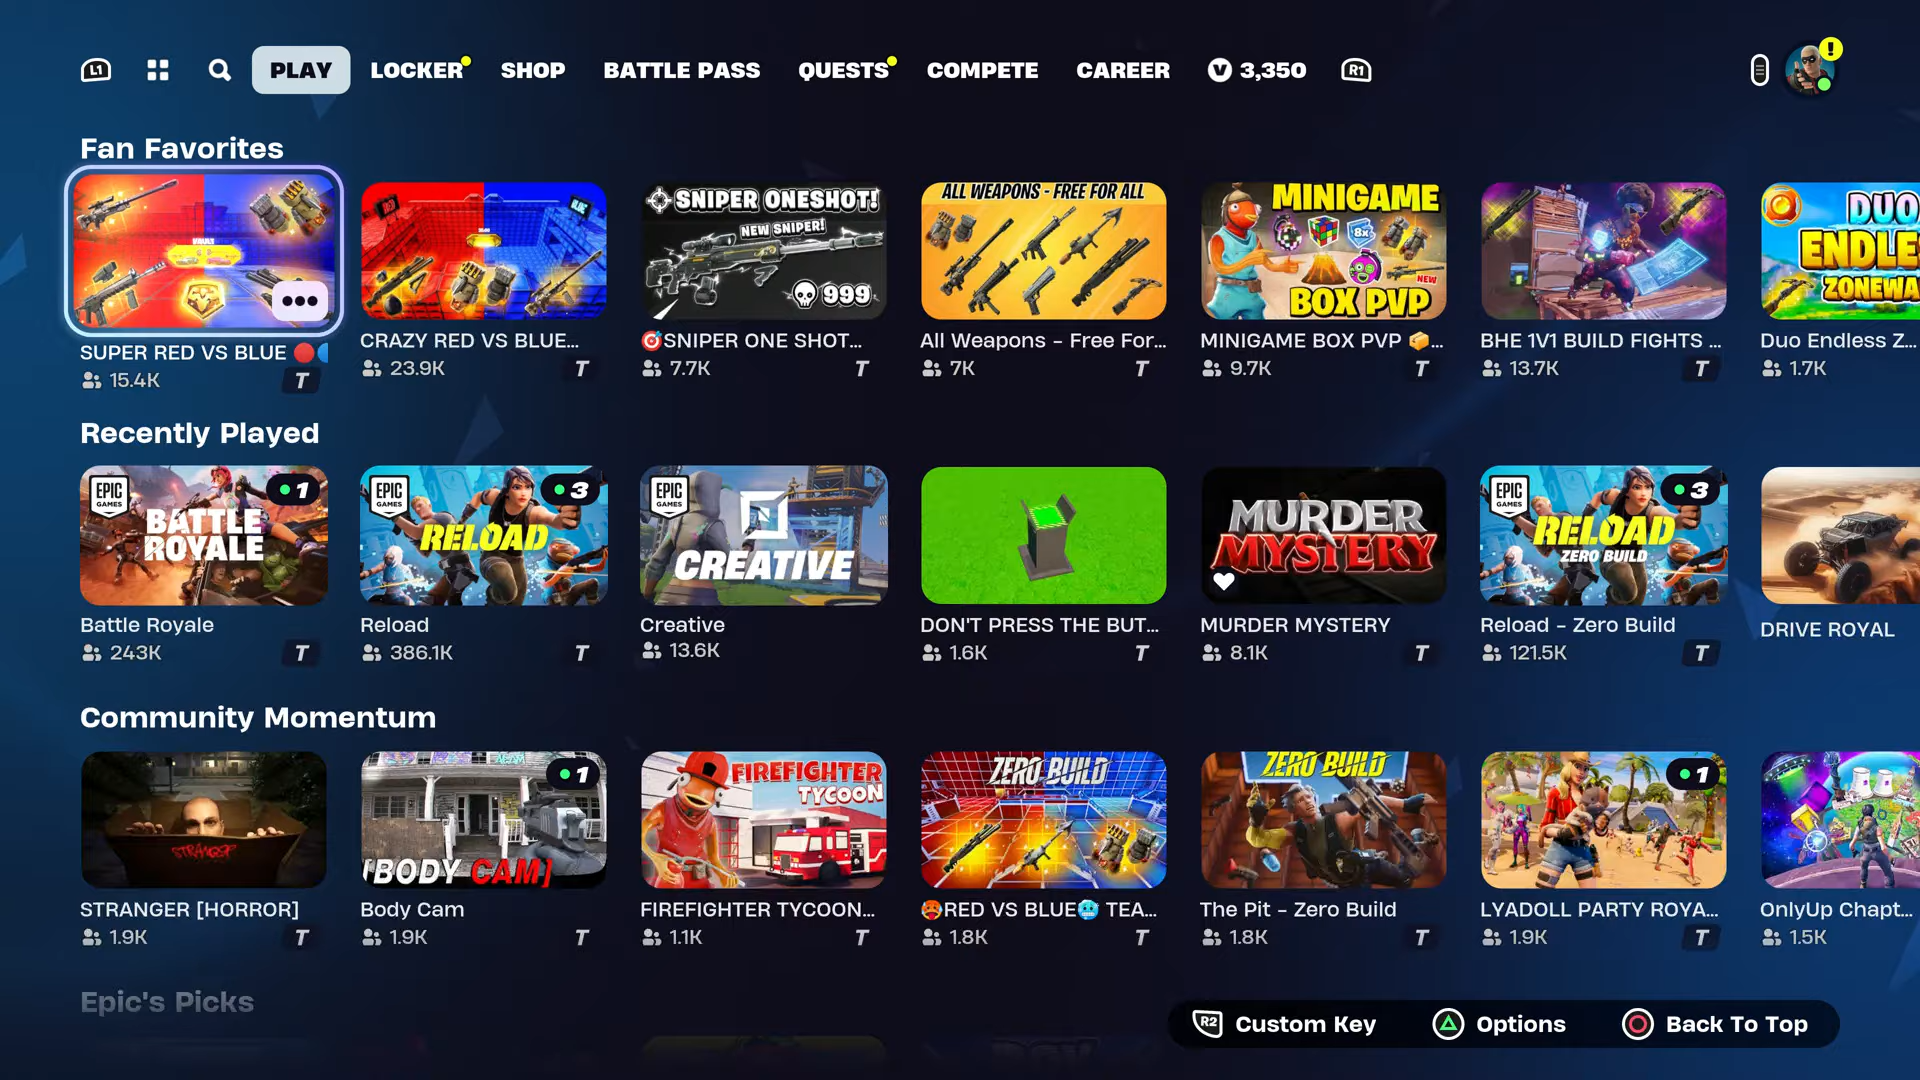 L1 PLAY LOCKER SHOP BATTLE PASS QUESTS COMPETE CAREER V 3,350 R1
!
Fan Favorites
VAULT
RED BLUE
SNIPER ONESHOT!
NEW SNIPER!
999
ALL WEAPONS - FREE FOR ALL
MINIGAME
8x
NEW
BOX PVP
DUO
ENDLE
ZONEWA
SUPER RED VS BLUE 🔴🔵
CRAZY RED VS BLUE...
🎯SNIPER ONE SHOT...
All Weapons - Free For...
MINIGAME BOX PVP 📦...
BHE 1V1 BUILD FIGHTS ...
Duo Endless Z...
15.4K T
23.9K T
7.7K T
7K T
9.7K T
13.7K T
1.7K
Recently Played
EPIC GAMES
1
BATTLE
ROYALE
EPIC GAMES
3
RELOAD
EPIC GAMES
CREATIVE
MURDER
MYSTERY
EPIC GAMES
3
RELOAD
ZERO BUILD
Battle Royale
Reload
Creative
DON'T PRESS THE BUT...
MURDER MYSTERY
Reload - Zero Build
DRIVE ROYAL
243K T
386.1K T
13.6K
1.6K T
8.1K T
121.5K T
Community Momentum
STRANGER
1
[BODY CAM]
FIREFIGHTER
TYCOON
ZERO BUILD
ZERO BUILD
1
STRANGER [HORROR]
Body Cam
FIREFIGHTER TYCOON...
🥵RED VS BLUE🥶 TEA...
The Pit - Zero Build
LYADOLL PARTY ROYA...
OnlyUp Chapt...
1.9K T
1.9K T
1.1K T
1.8K T
1.8K T
1.9K T
1.5K
Epic's Picks
R2 Custom Key Options Back To Top